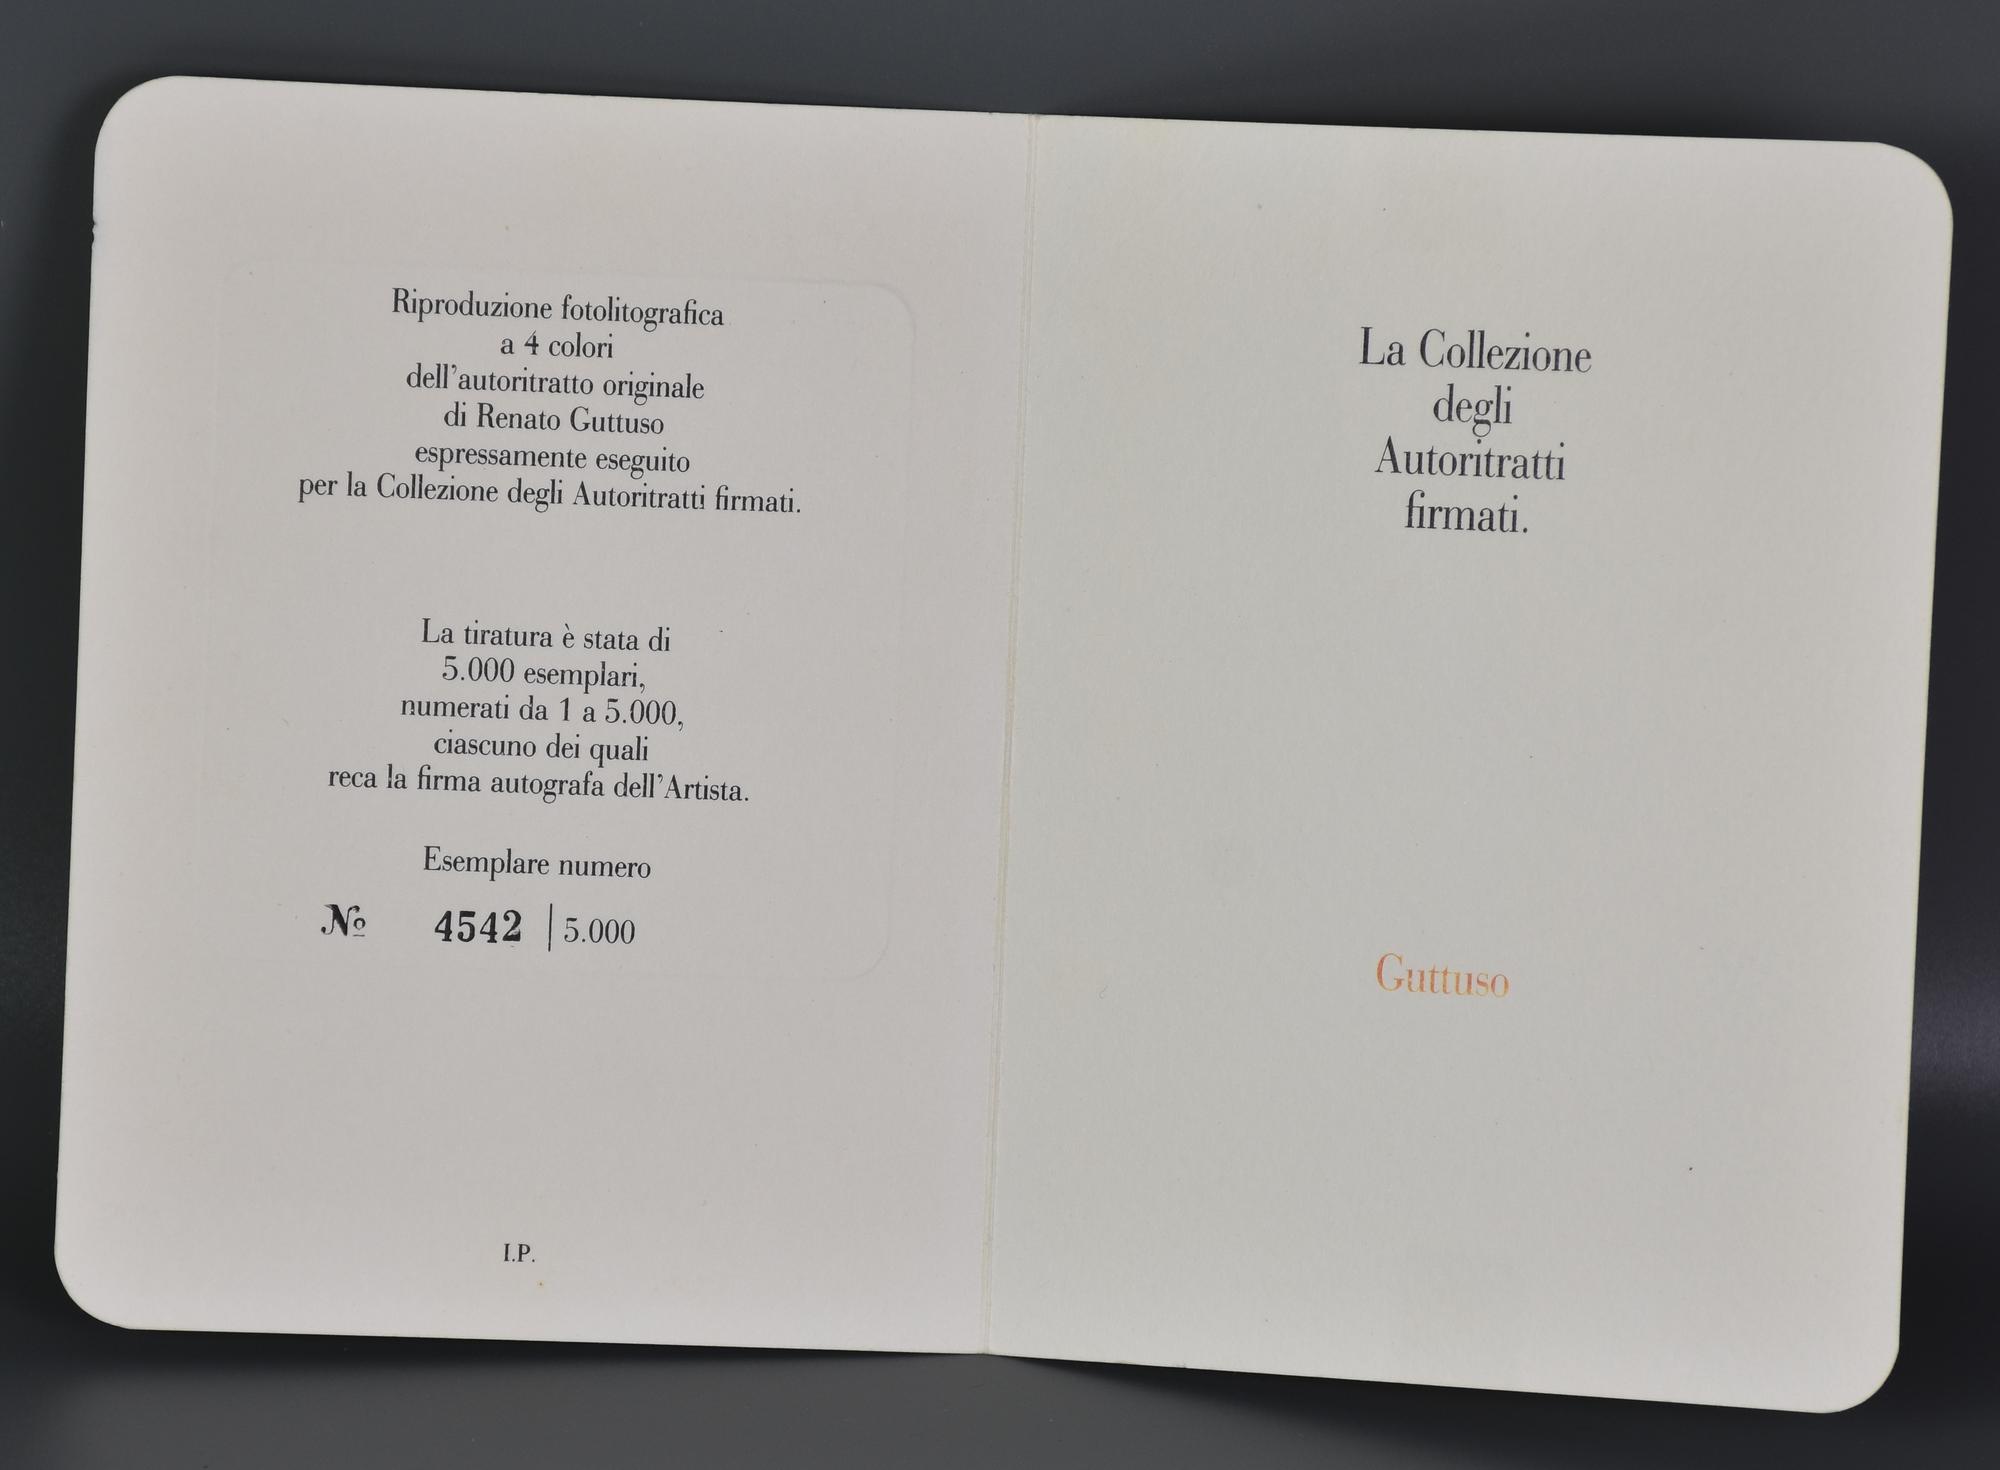 Riproduzione fotolitografica
a 4 colori
dell'autoritratto originale
di Renato Guttuso
espressamente eseguito
per la Collezione degli Autoritratti firmati.
La tiratura è stata di
5.000 esemplari,
numerati da 1 a 5.000,
ciascuno dei quali
reca la firma autografa dell'Artista.
Esemplare numero
№ 4542 | 5.000
I.P.
La Collezione
degli
Autoritratti
firmati.
Guttuso